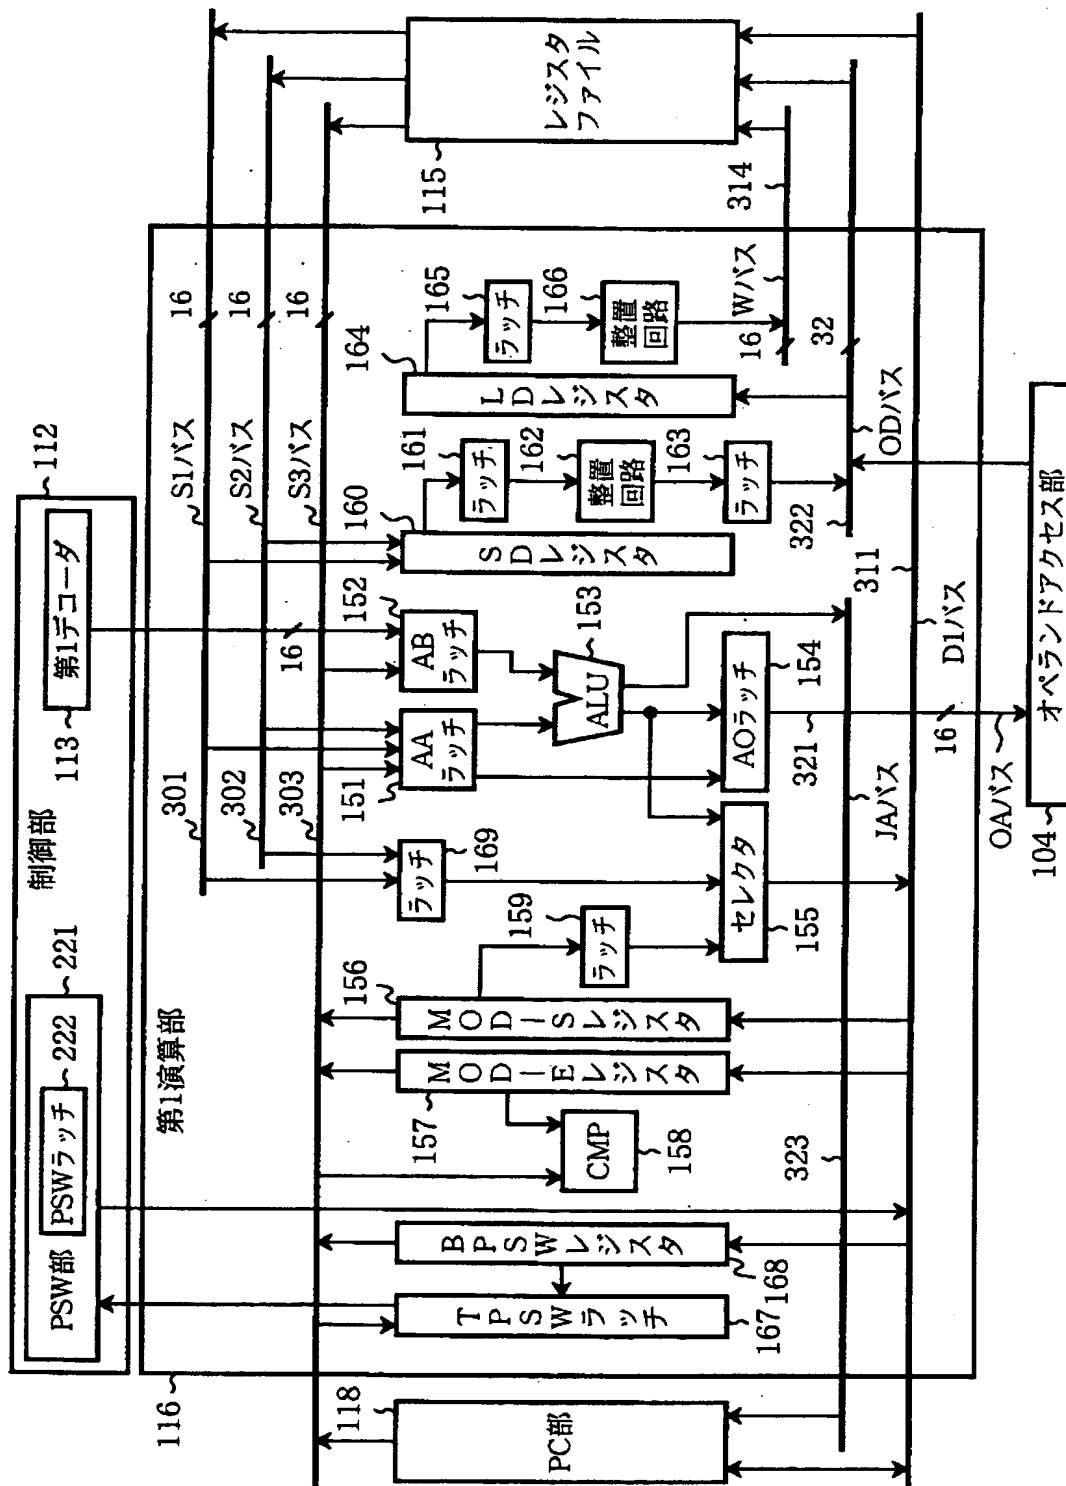 112
制御部
113
第1デコーダ
PSW部
221
PSWラッチ
222
116
第1演算部
301
S1バス
16
302
S2バス
16
303
S3バス
16
16
118
PC部
TPSWラッチ
167
BPSWレジスタ
168
CMP
158
157
MOD_Eレジスタ
156
MOD_Sレジスタ
159
ラッチ
ラッチ
169
セレクタ
155
151
AA
ラッチ
152
AB
ラッチ
153
ALU
AOラッチ
154
160
SDレジスタ
161
ラッチ
162
整置
回路
163
ラッチ
164
LDレジスタ
165
ラッチ
166
整置
回路
115
レジスタ
ファイル
16
Wバス
314
32
ODバス
322
311
D1バス
323
JAバス
321
16
OAバス
104
オペランドアクセス部